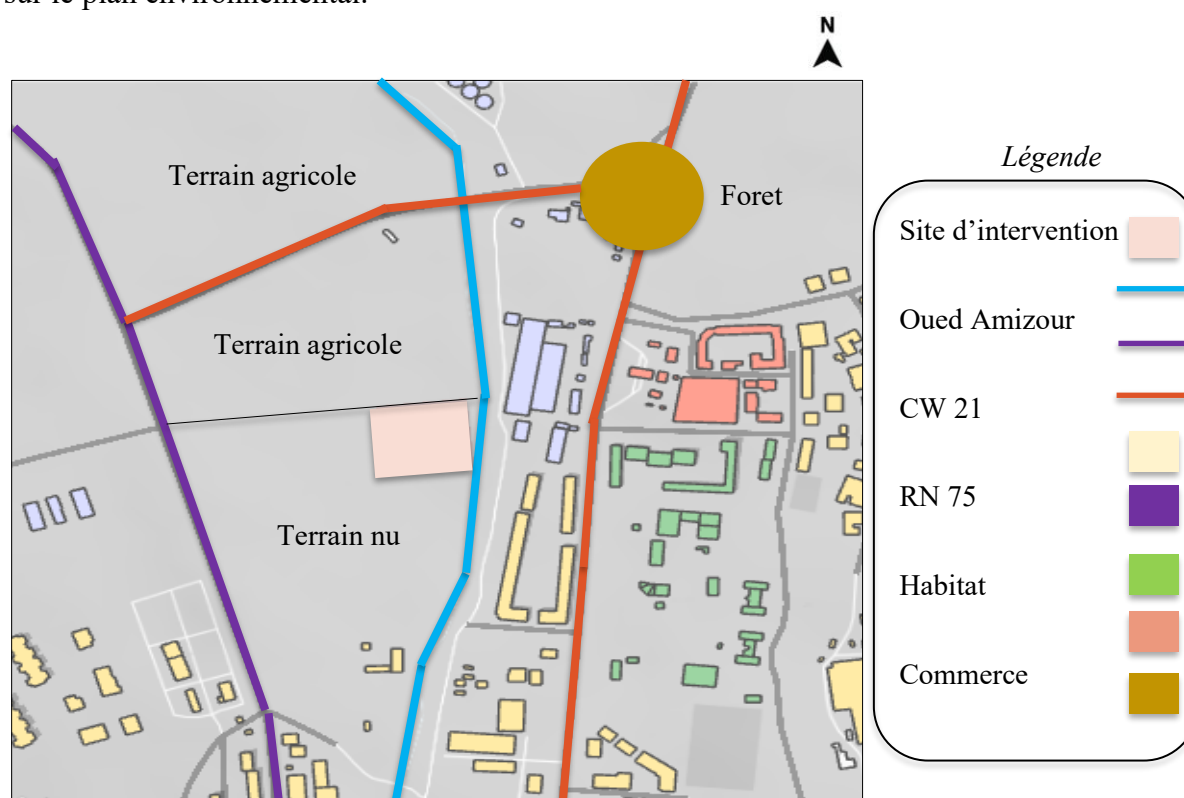 sur le plan environnemental.
N
Terrain agricole
Foret
Terrain agricole
Terrain nu
Légende
Site d’intervention
Oued Amizour
CW 21
RN 75
Habitat
Commerce